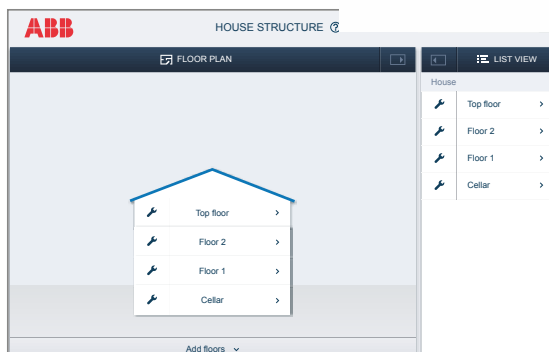 ABB
HOUSE STRUCTURE
FLOOR PLAN
LIST VIEW
House
Top floor
Floor 2
Floor 1
Cellar
Top floor
Floor 2
Floor 1
Cellar
Add floors